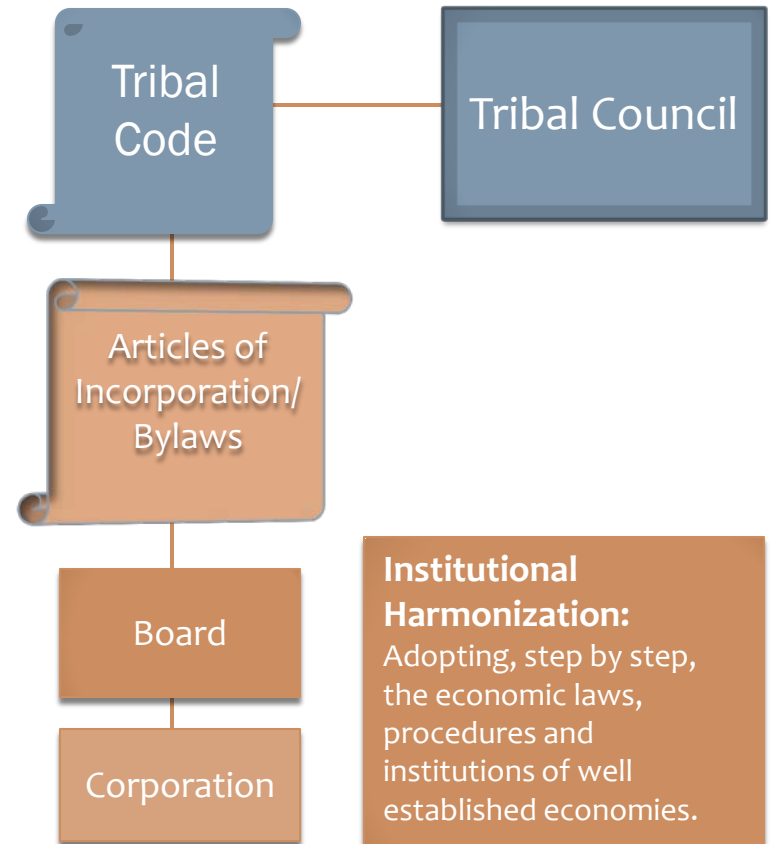 Tribal
Code
Tribal Council
Articles of
Incorporation/
Bylaws
Board
Corporation
Institutional
Harmonization:
Adopting, step by step,
the economic laws,
procedures and
institutions of well
established economies.